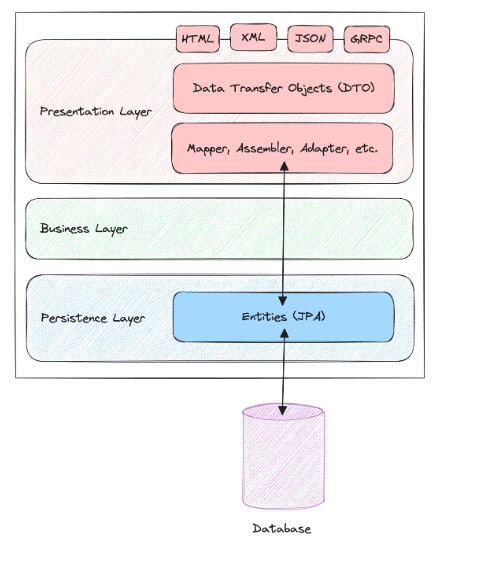 HTML
XML
JSON
GRPC
Data Transfer Objects (DTO)
Presentation Layer
Mapper, Assembler, Adapter, etc.
Business Layer
Persistence Layer
Entities (JPA)
Database